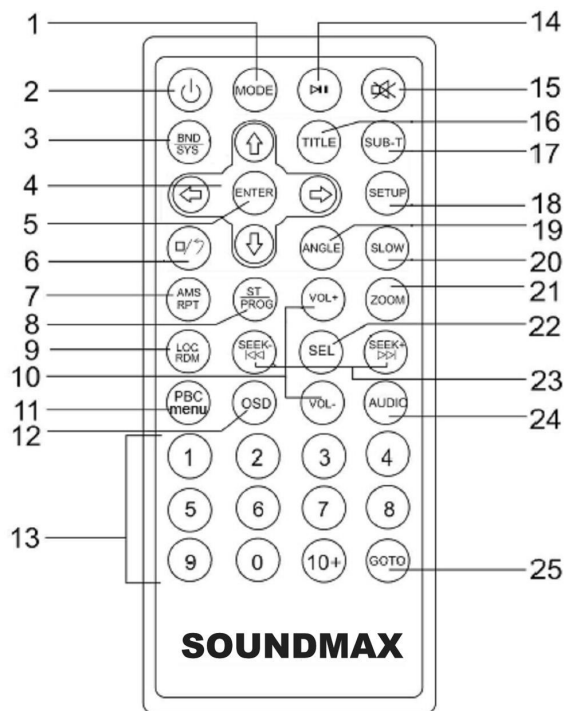 1
14
2
MODE
15
16
3
BND
SYS
TITLE
SUB-T
17
4
ENTER
SETUP
18
5
19
6
ANGLE
SLOW
20
7
AMS
RPT
ST
PROG
VOL+
ZOOM
21
8
22
9
LOC
RDM
SEEK-
SEL
SEEK+
10
23
11
PBC
menu
OSD
VOL-
AUDIO
24
12
1 2 3 4
13
5 6 7 8
9 0 10+ GOTO
25
SOUNDMAX